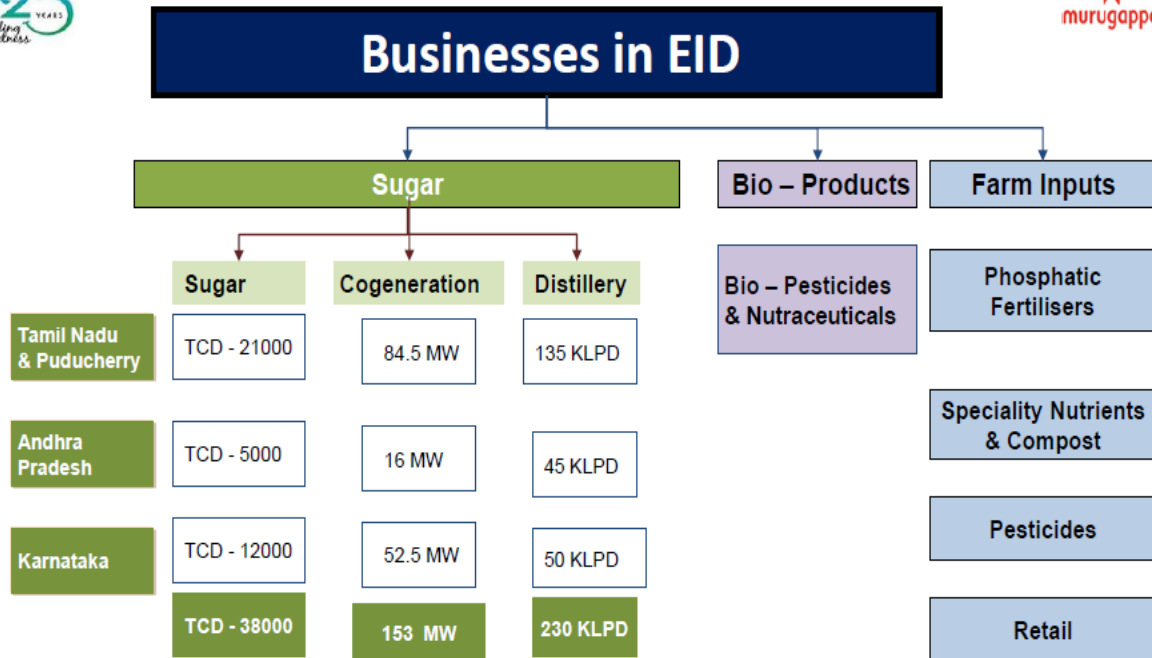 YEARS
murugappa
Businesses in EID
Sugar
Bio – Products
Farm Inputs
Sugar
Cogeneration
Distillery
Bio – Pesticides
& Nutraceuticals
Phosphatic
Fertilisers
Tamil Nadu
& Puducherry
TCD - 21000
84.5 MW
135 KLPD
Speciality Nutrients
& Compost
Andhra
Pradesh
TCD - 5000
16 MW
45 KLPD
Pesticides
Karnataka
TCD - 12000
52.5 MW
50 KLPD
TCD - 38000
153 MW
230 KLPD
Retail